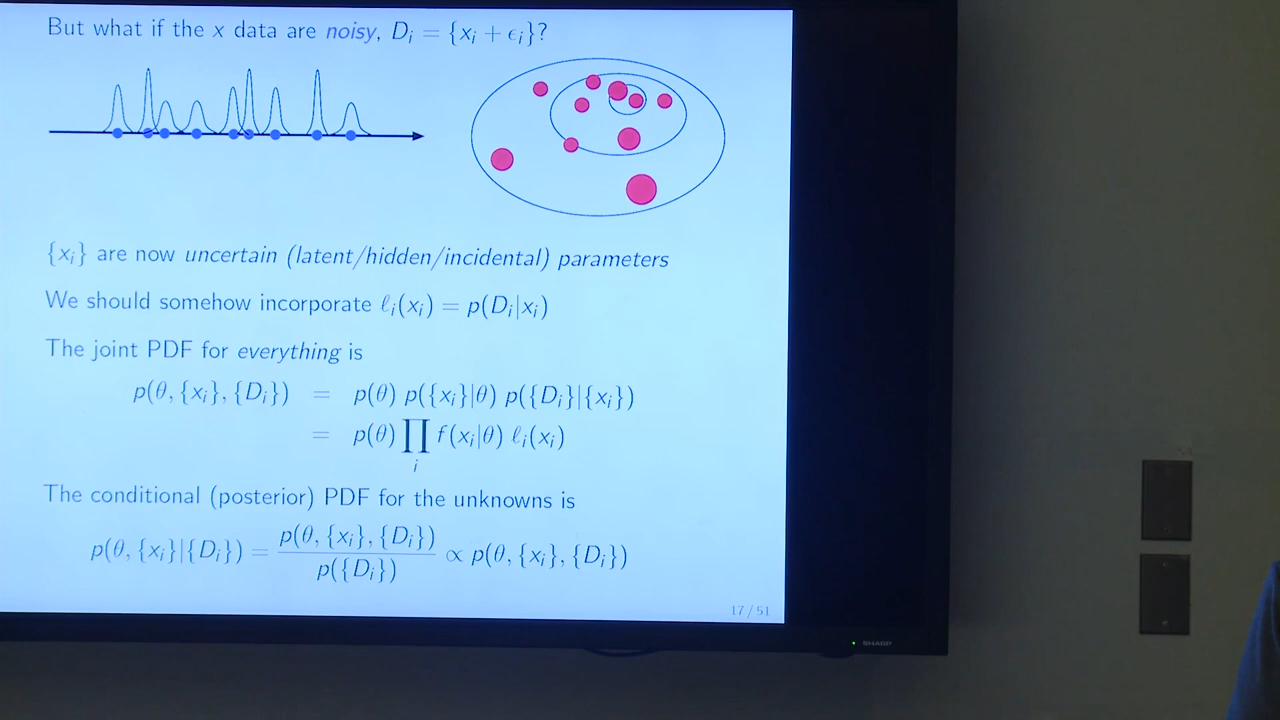 But what if the x data are noisy, Dᵢ = {xᵢ + ϵᵢ}?
{xᵢ} are now uncertain (latent/hidden/incidental) parameters
We should somehow incorporate ℓᵢ(xᵢ) = p(Dᵢ|xᵢ)
The joint PDF for everything is
p(θ, {xᵢ}, {Dᵢ}) = p(θ) p({xᵢ}|θ) p({Dᵢ}|{xᵢ})
= p(θ) ∏ᵢ f(xᵢ|θ) ℓᵢ(xᵢ)
The conditional (posterior) PDF for the unknowns is
p(θ, {xᵢ}|{Dᵢ}) = p(θ, {xᵢ}, {Dᵢ}) / p({Dᵢ}) ∝ p(θ, {xᵢ}, {Dᵢ})
17 / 51
SHARP